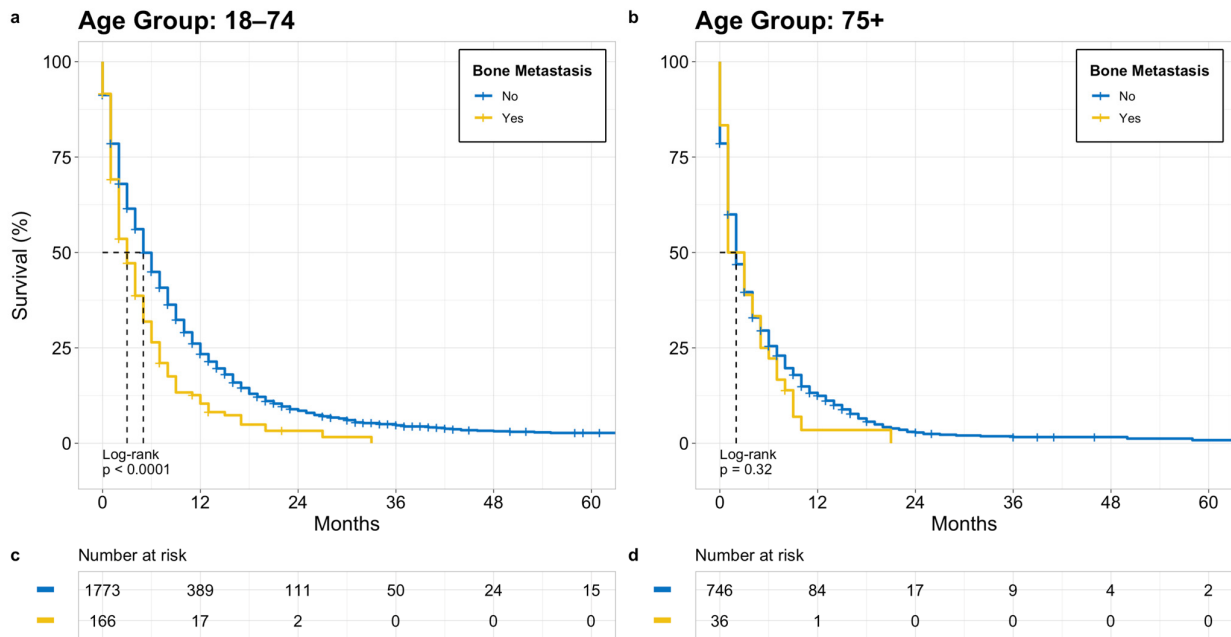 a Age Group: 18–74
100
75
50
25
0
Survival (%)
Bone Metastasis
No
Yes
Log-rank
p < 0.0001
0 12 24 36 48 60
Months
b Age Group: 75+
100
75
50
25
0
Bone Metastasis
No
Yes
Log-rank
p = 0.32
0 12 24 36 48 60
Months
c Number at risk
1773 389 111 50 24 15
166 17 2 0 0 0
d Number at risk
746 84 17 9 4 2
36 1 0 0 0 0